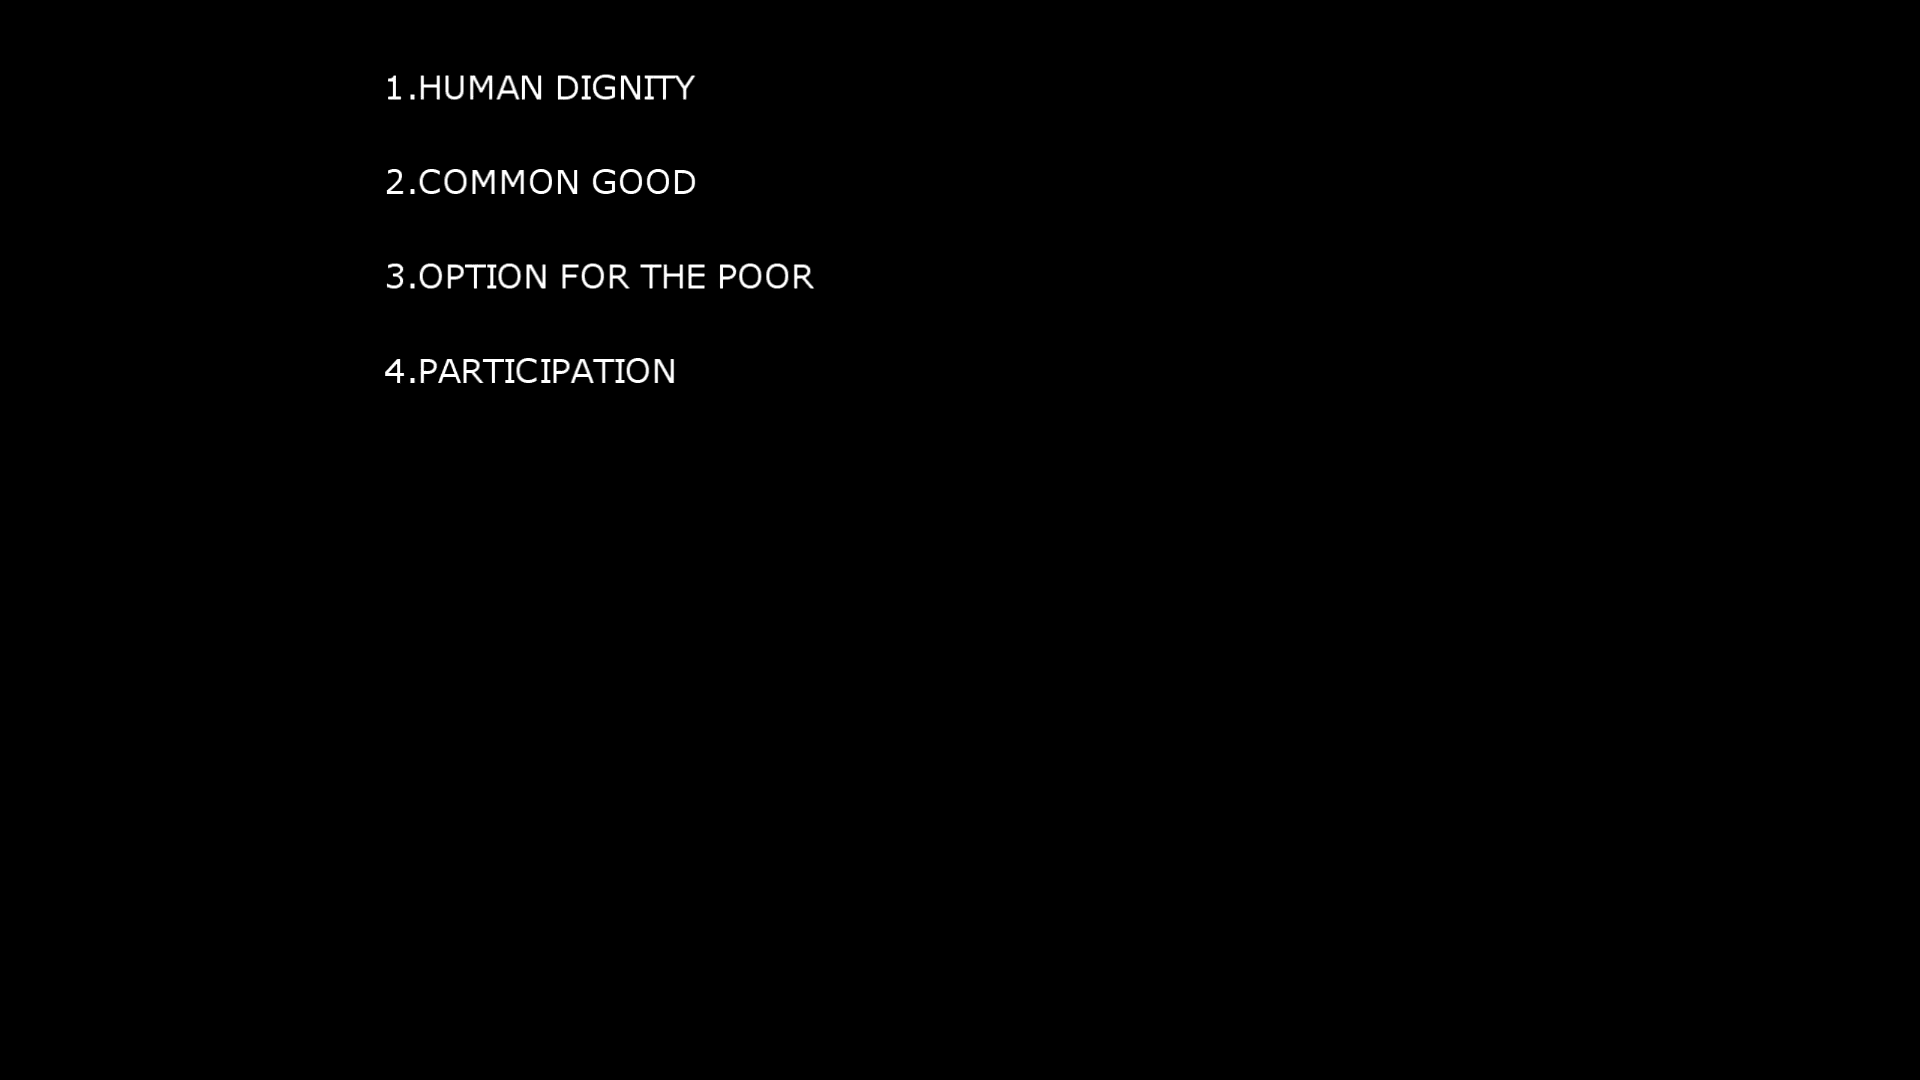 1.HUMAN DIGNITY
2.COMMON GOOD
3.OPTION FOR THE POOR
4.PARTICIPATION